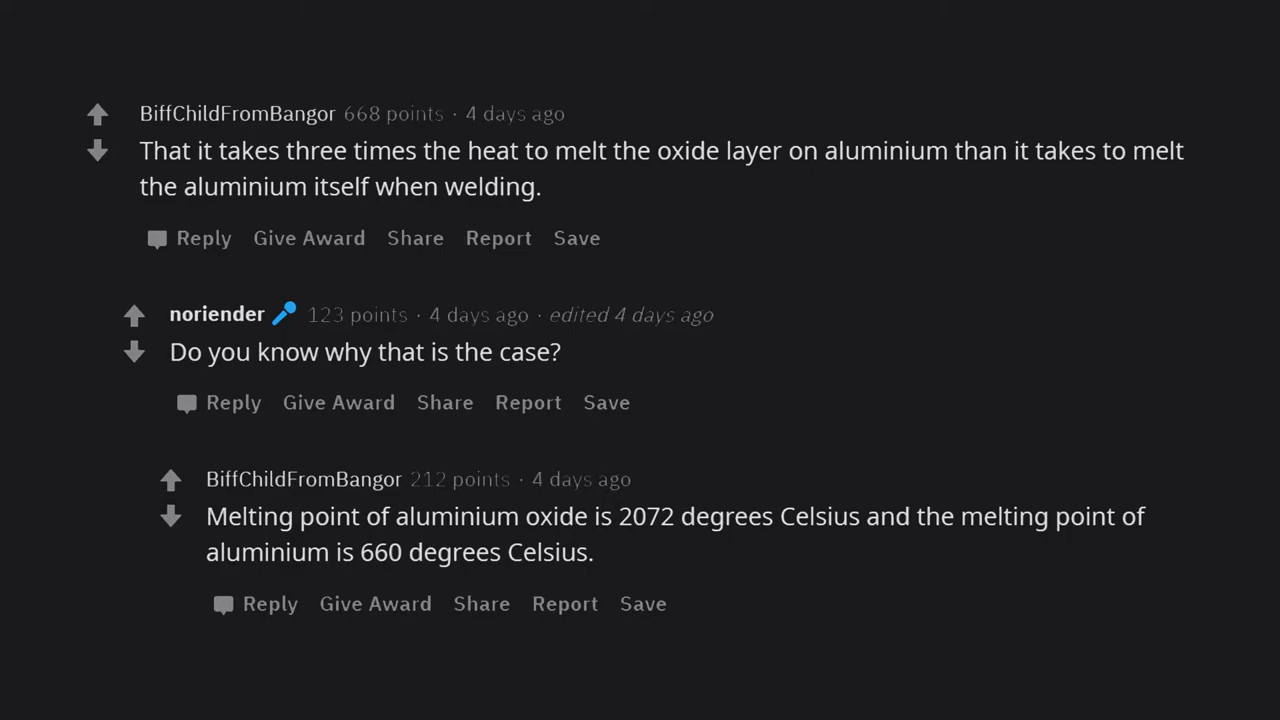 BiffChildFromBangor 668 points · 4 days ago
That it takes three times the heat to melt the oxide layer on aluminium than it takes to melt
the aluminium itself when welding.
Reply Give Award Share Report Save
noriender 123 points · 4 days ago · edited 4 days ago
Do you know why that is the case?
Reply Give Award Share Report Save
BiffChildFromBangor 212 points · 4 days ago
Melting point of aluminium oxide is 2072 degrees Celsius and the melting point of
aluminium is 660 degrees Celsius.
Reply Give Award Share Report Save